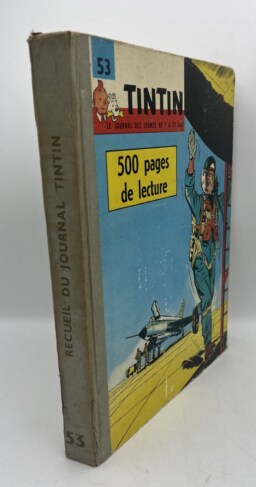 53
TINTIN
LE JOURNAL DES JEUNES DE 7 A 77 ANS
500 pages
de lecture
RECUEIL DU JOURNAL TINTIN
53